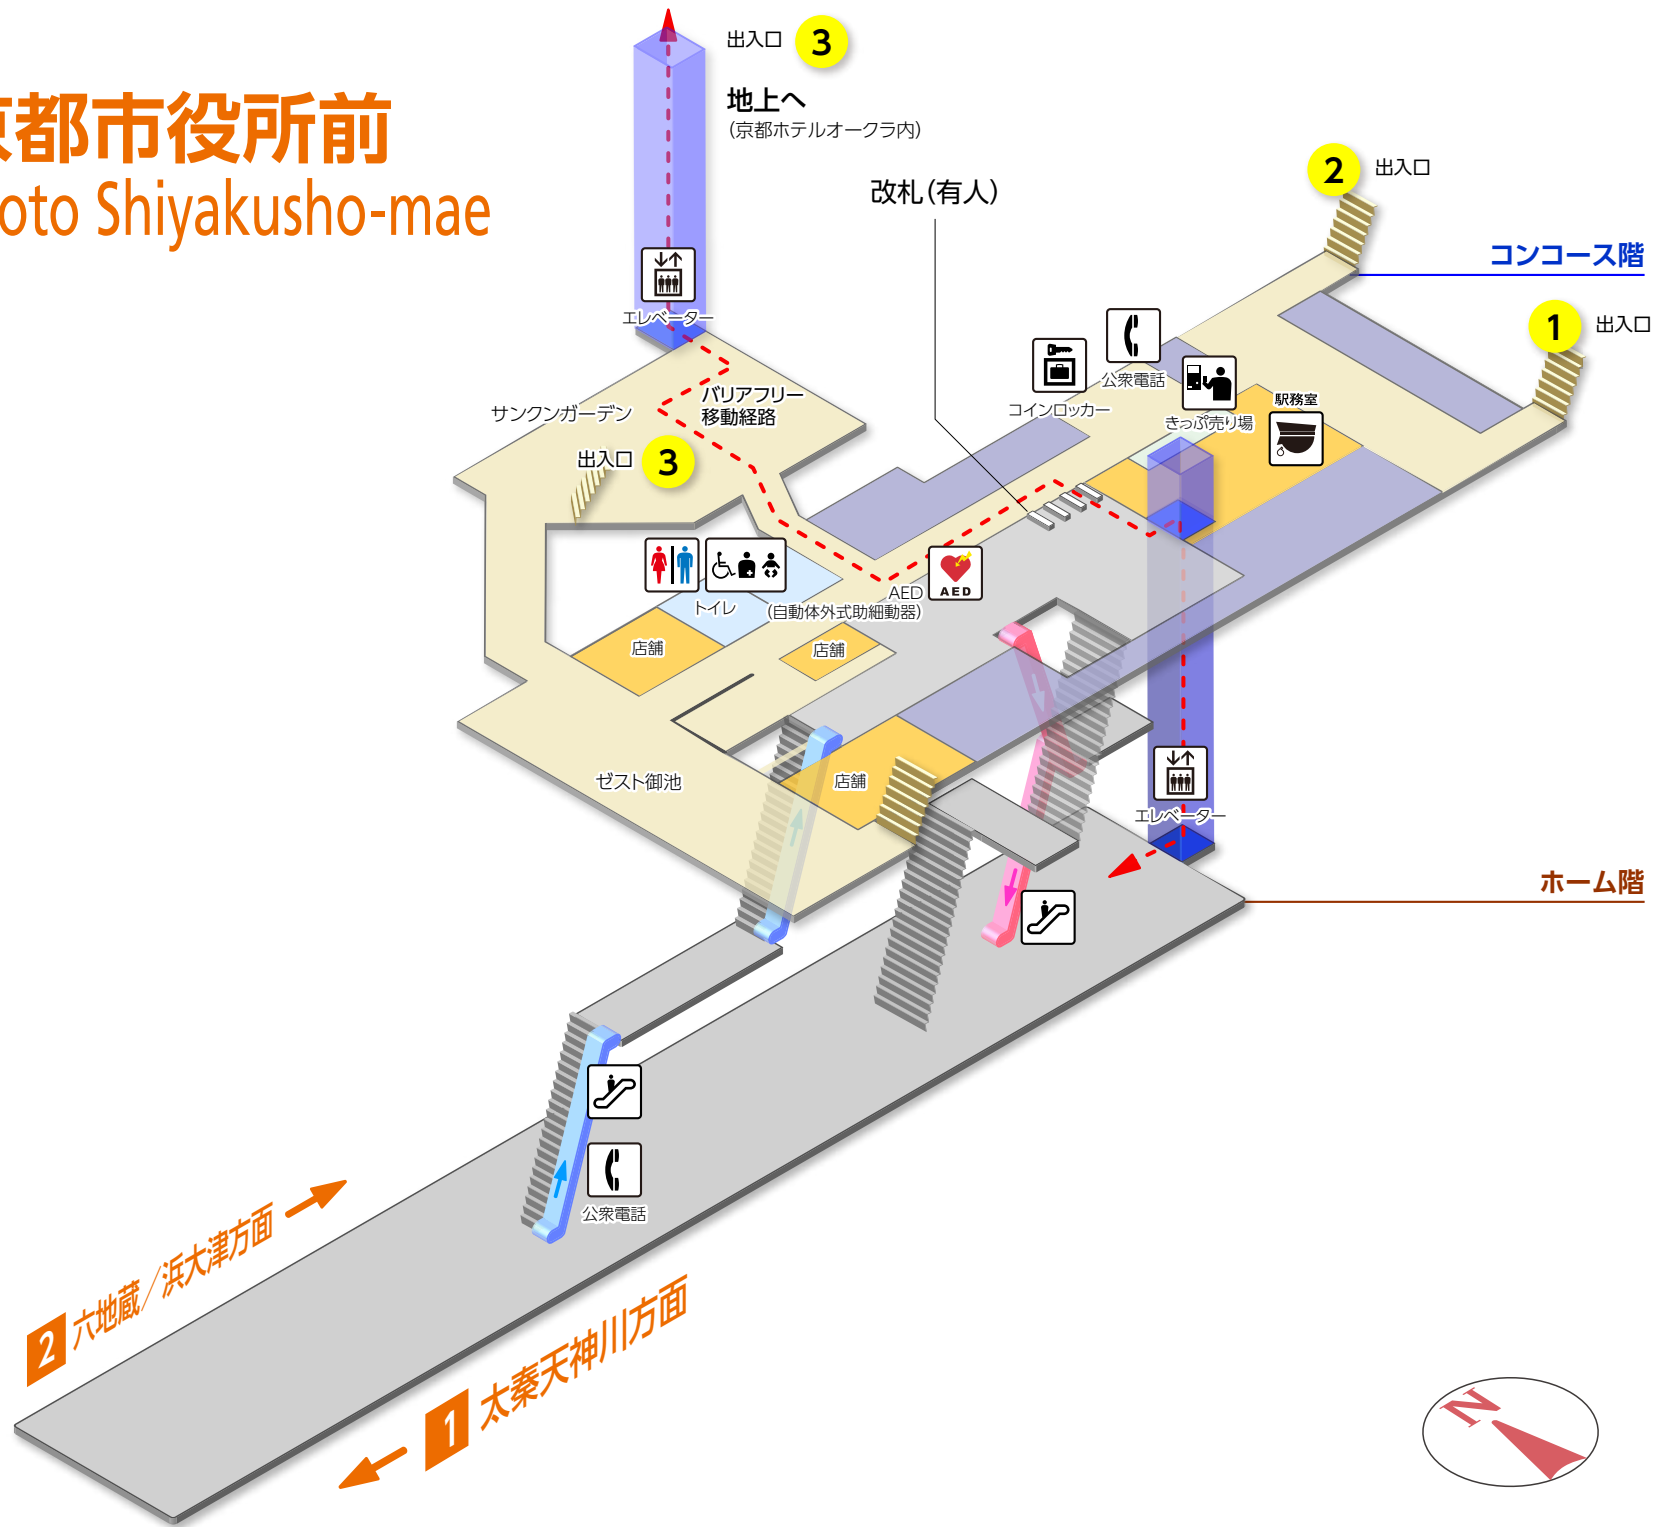 出入口 3
地上へ
(京都ホテルオークラ内)
京都市役所前
oto Shiyakusho-mae
改札(有人)
2 出入口
コンコース階
1 出入口
エレベーター
サンクンガーデン
バリアフリー
移動経路
出入口 3
公衆電話
コインロッカー
きっぷ売り場
駅務室
トイレ
AED
(自動体外式除細動器)
AED
店舗
店舗
ゼスト御池
店舗
エレベーター
ホーム階
公衆電話
2 六地蔵/浜大津方面
1 太秦天神川方面
N